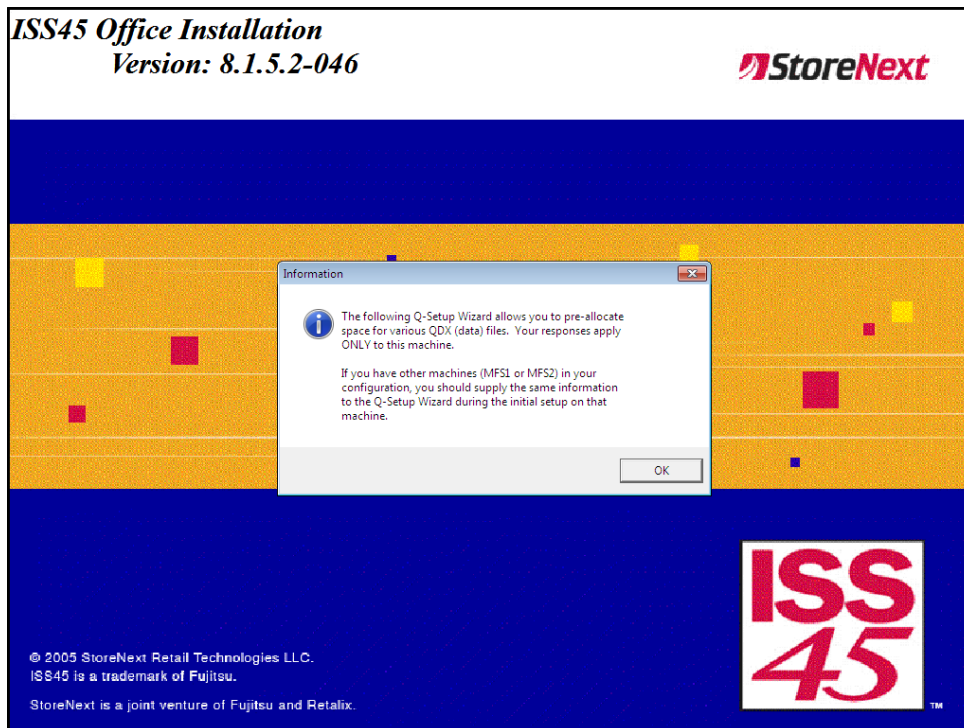 ISS45 Office Installation
Version: 8.1.5.2-046
StoreNext
Information
The following Q-Setup Wizard allows you to pre-allocate
space for various QDX (data) files.  Your responses apply
ONLY to this machine.
If you have other machines (MFS1 or MFS2) in your
configuration, you should supply the same information
to the Q-Setup Wizard during the initial setup on that
machine.
OK
ISS
45
TM
© 2005 StoreNext Retail Technologies LLC.
ISS45 is a trademark of Fujitsu.
StoreNext is a joint venture of Fujitsu and Retalix.